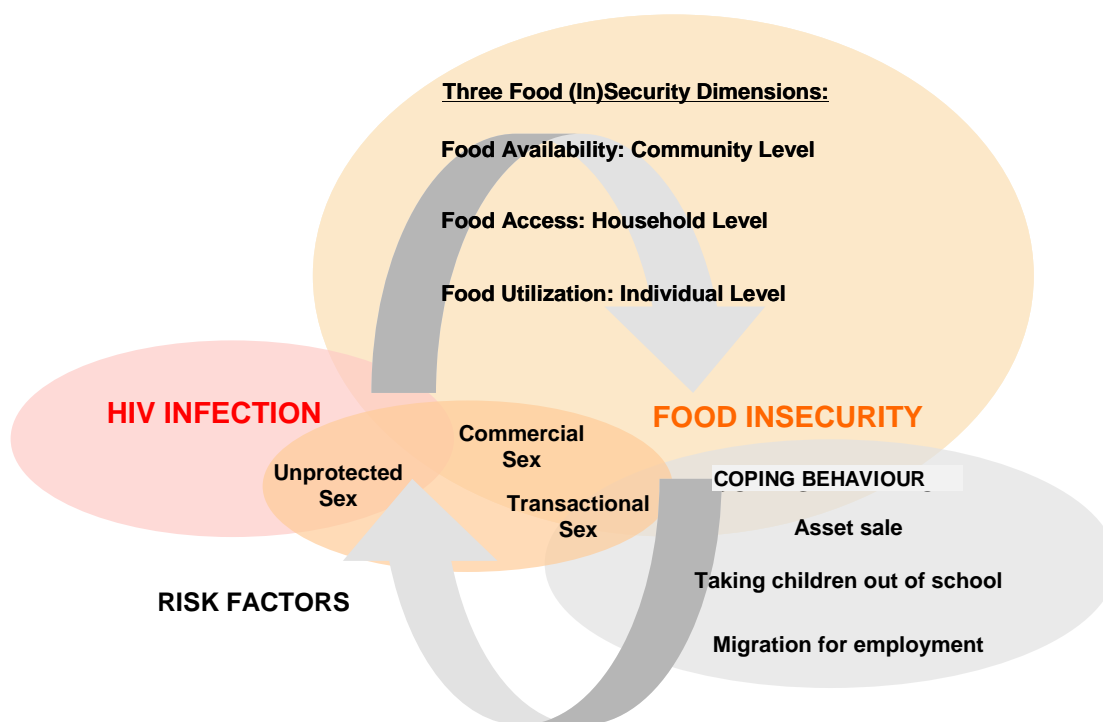 Three Food (In)Security Dimensions:
Food Availability: Community Level
Food Access: Household Level
Food Utilization: Individual Level
HIV INFECTION
FOOD INSECURITY
Commercial
Sex
Unprotected
Sex
Transactional
Sex
COPING BEHAVIOUR
Asset sale
Taking children out of school
Migration for employment
RISK FACTORS